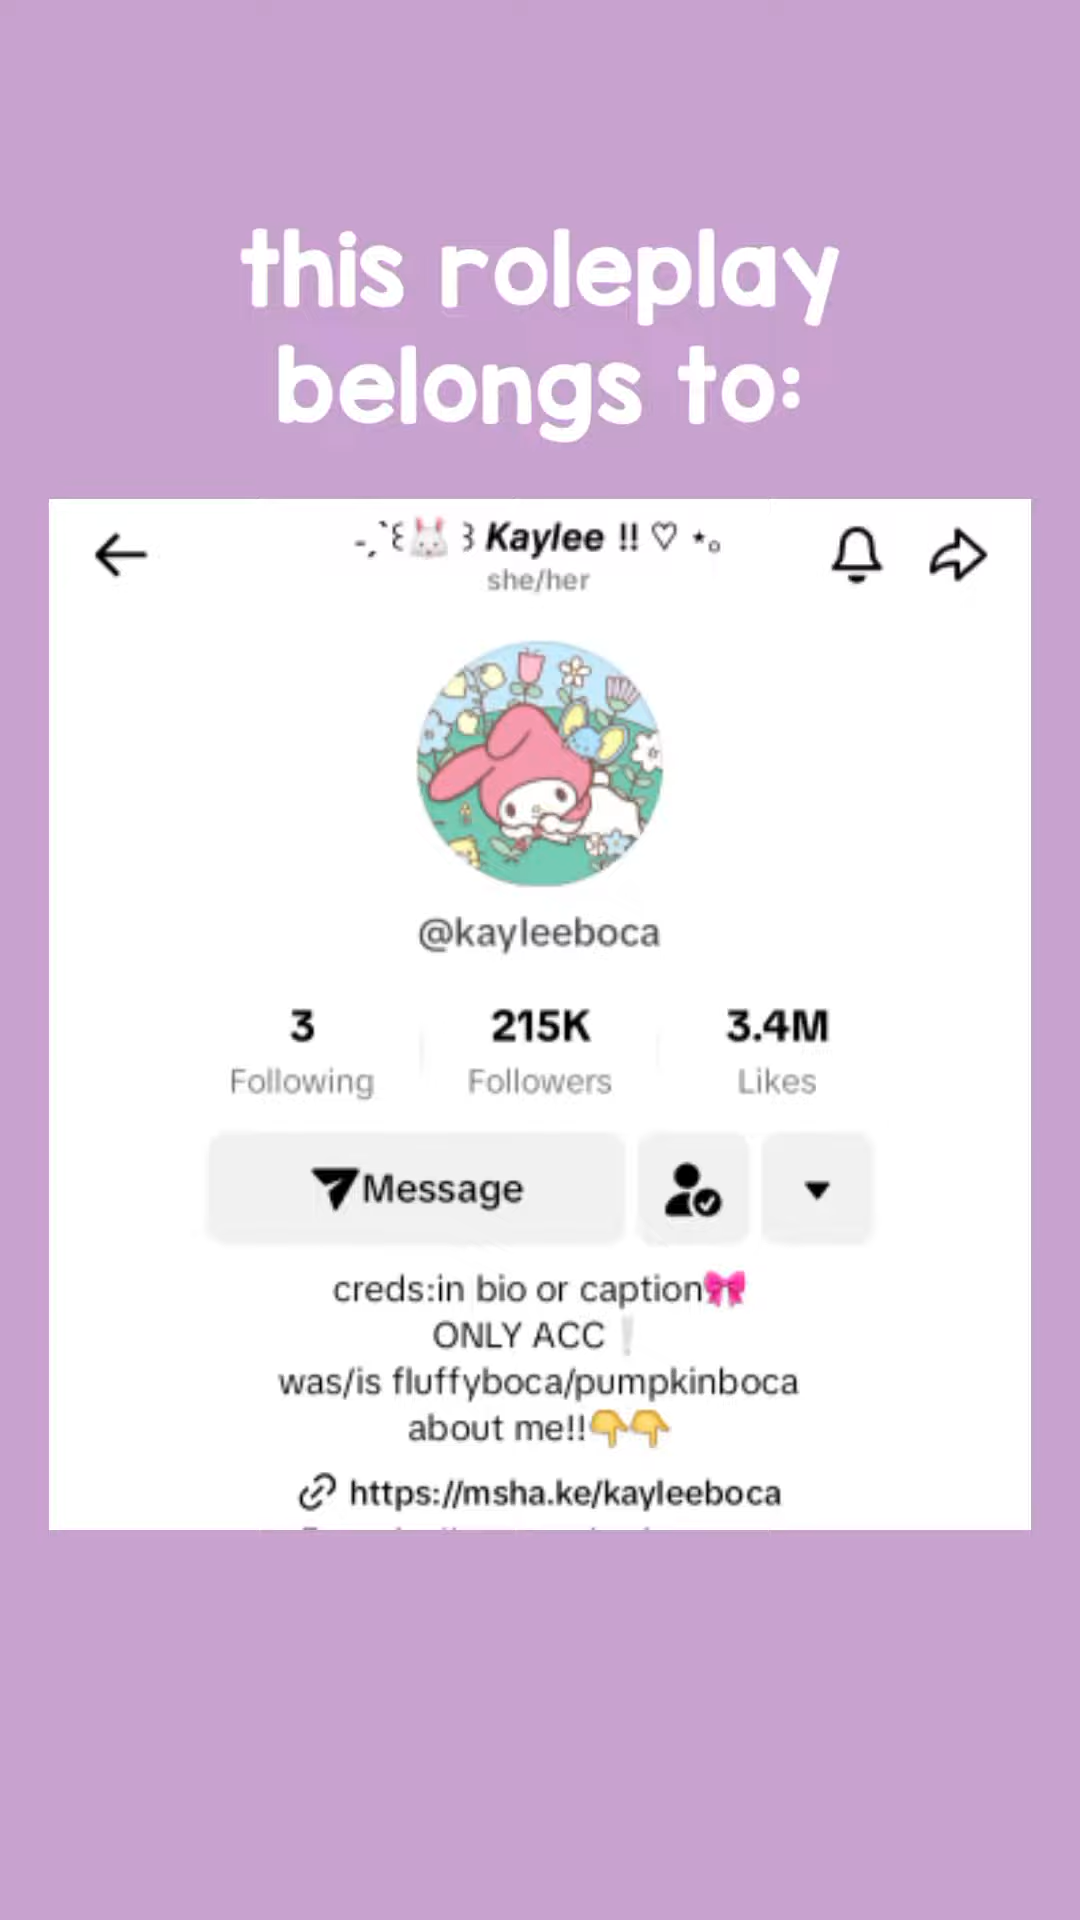 this roleplay
belongs to:
-ˏ`꒰🐰 ꒱ Kaylee !! ♡ ⋆｡
she/her
@kayleeboca
3 215K 3.4M
Following Followers Likes
Message
creds:in bio or caption🎀
ONLY ACC❕
was/is fluffyboca/pumpkinboca
about me!!👇👇
https://msha.ke/kayleeboca